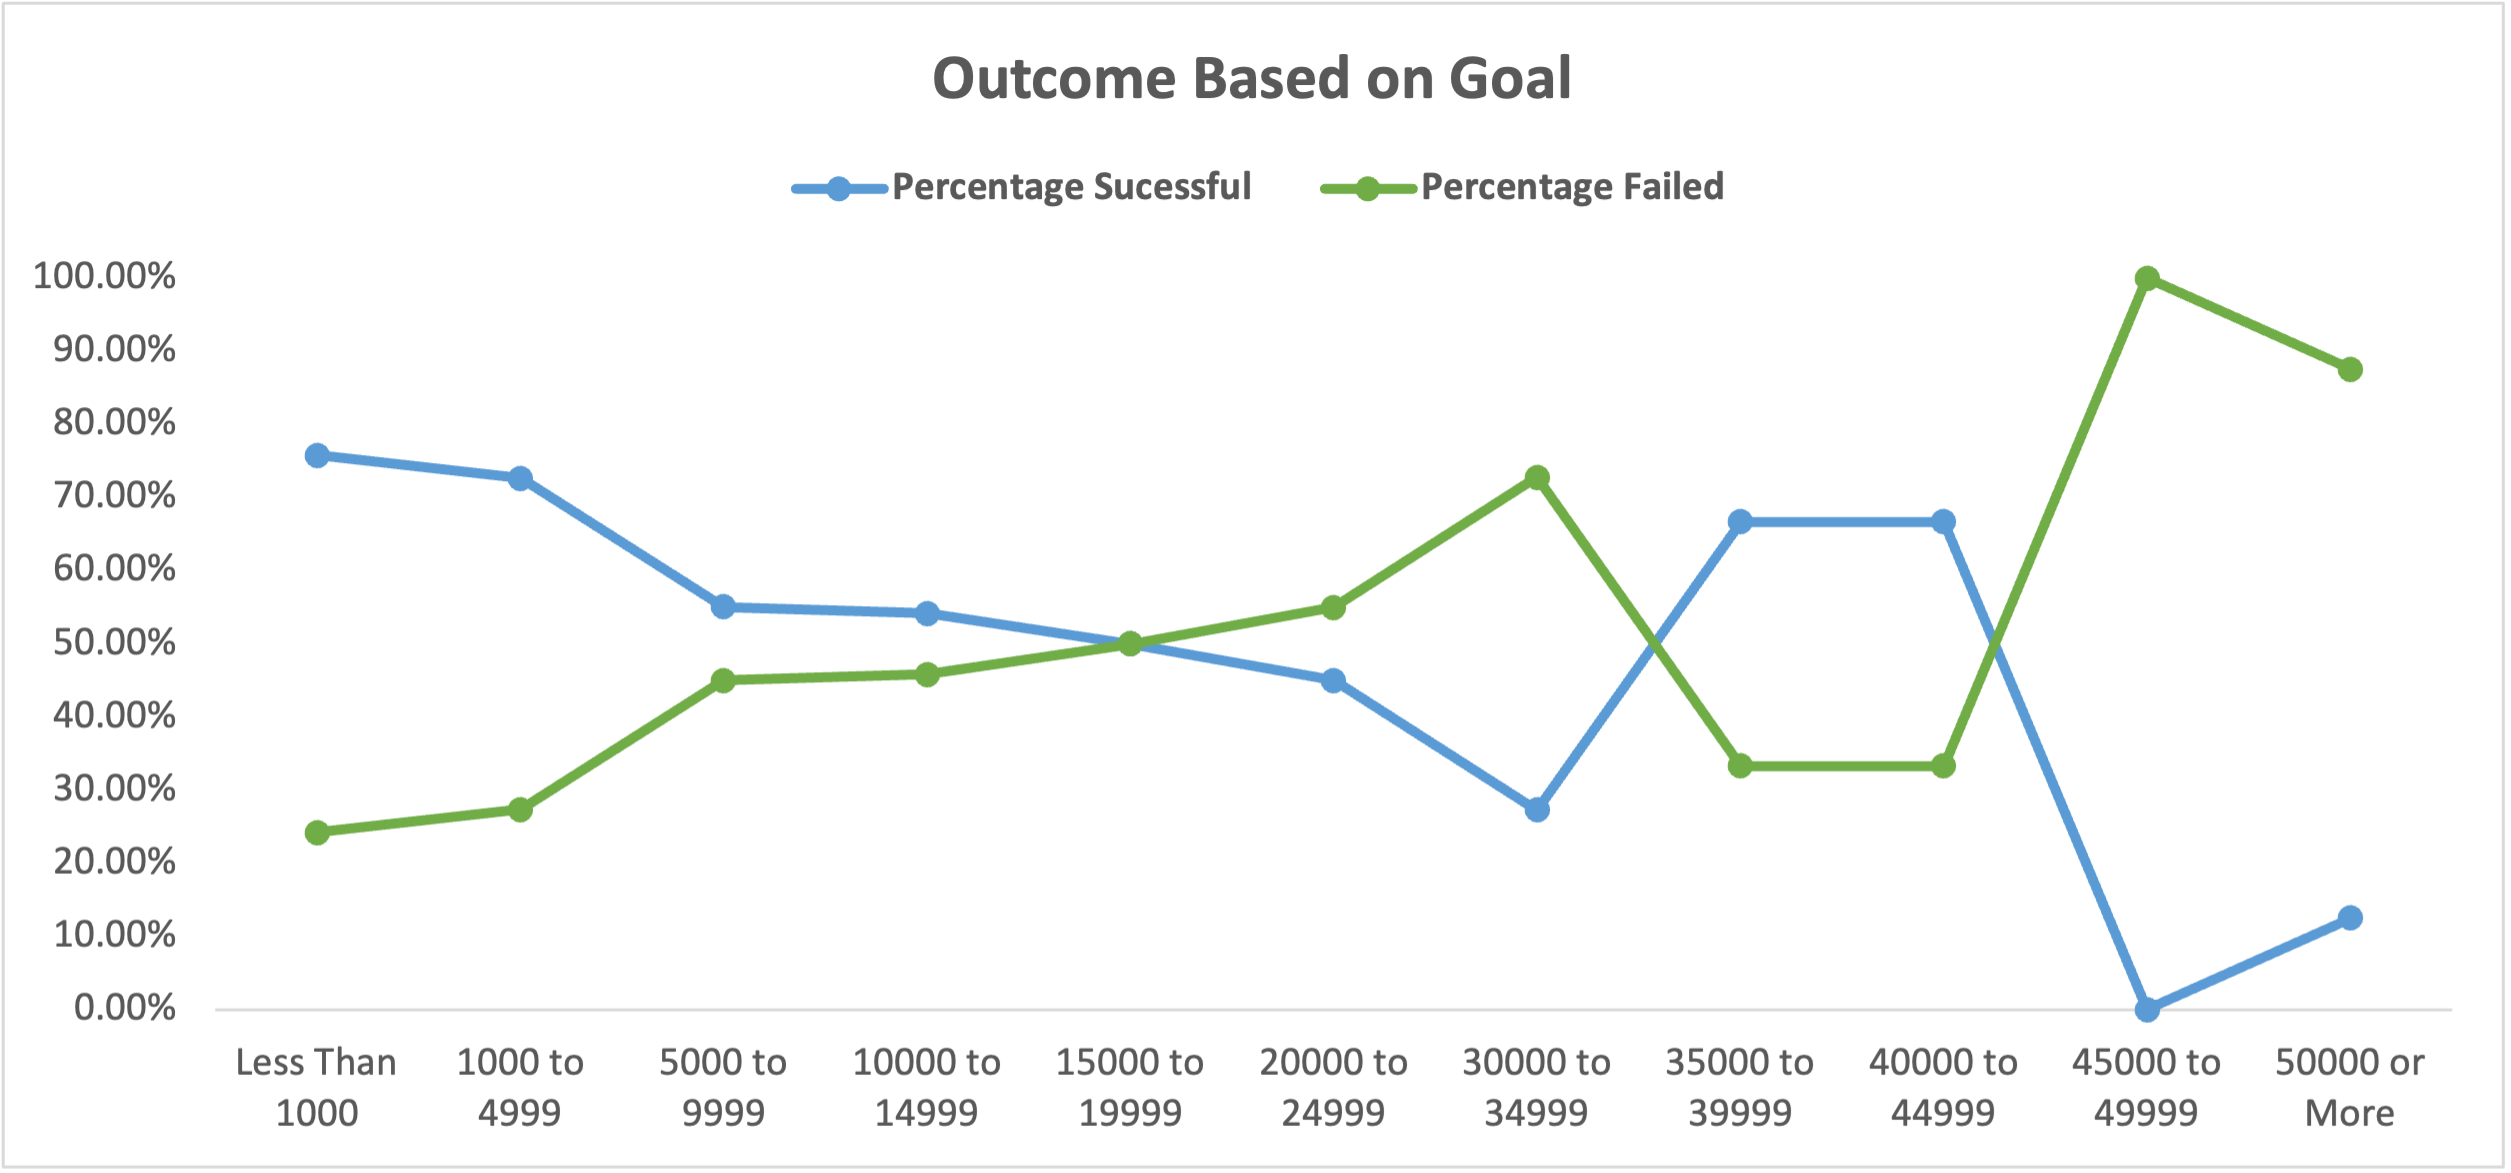 Outcome Based on Goal
Percentage Sucessful
Percentage Failed
100.00%
90.00%
80.00%
70.00%
60.00%
50.00%
40.00%
30.00%
20.00%
10.00%
0.00%
Less Than
1000
1000 to
4999
5000 to
9999
10000 to
14999
15000 to
19999
20000 to
24999
30000 to
34999
35000 to
39999
40000 to
44999
45000 to
49999
50000 or
More